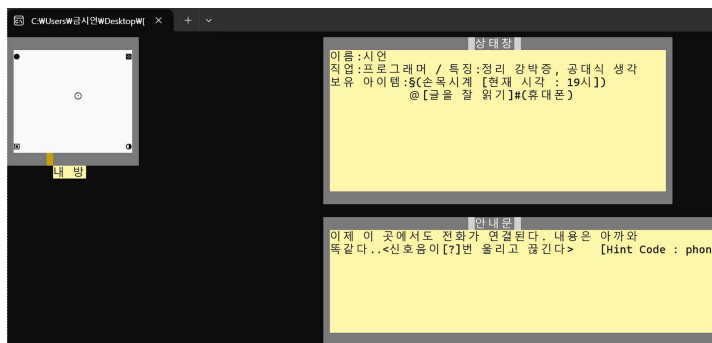 C:₩Users₩금시언₩Desktop₩[
상태창
이름:시언
직업:프로그래머 / 특징:정리 강박증, 공대식 생각
보유 아이템:§(손목시계 [현재 시각 : 19시])
@[글을 잘 읽기]#(휴대폰)
내 방
안내문
이제 이 곳에서도 전화가 연결된다. 내용은 아까와
똑같다..<신호음이[?]번 울리고 끊긴다> [Hint Code : phon